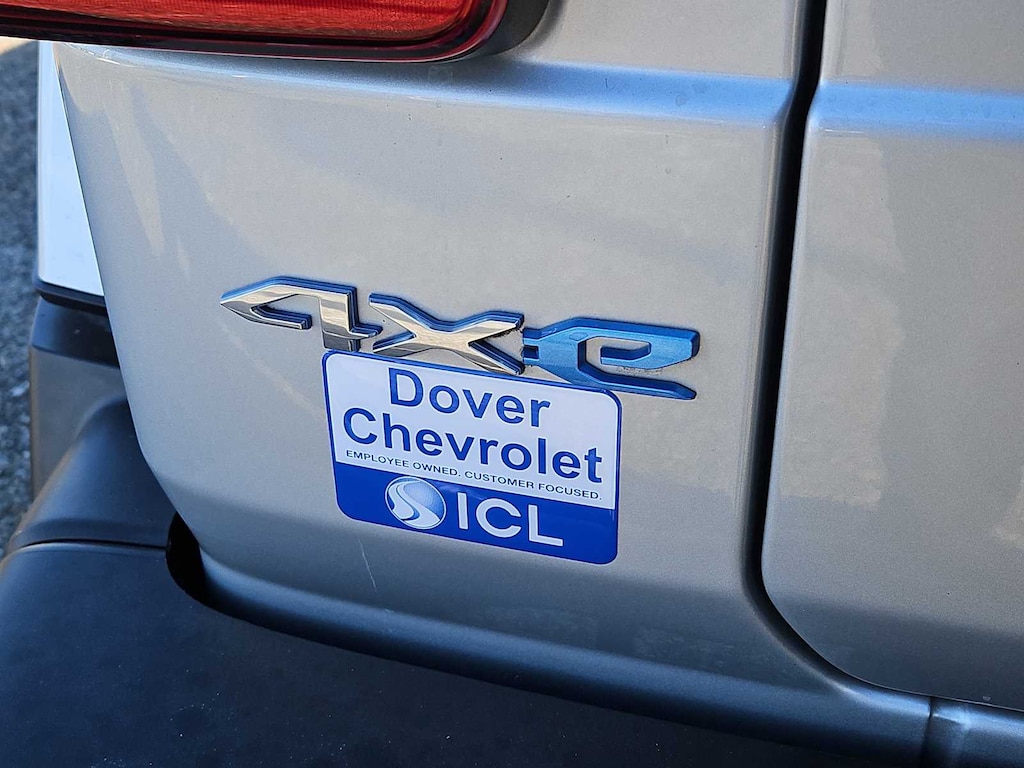 4xe
Dover
Chevrolet
EMPLOYEE OWNED. CUSTOMER FOCUSED.
ICL